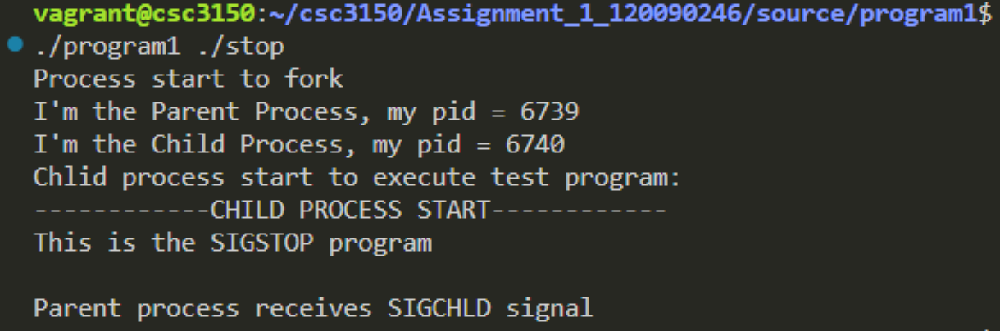 vagrant@csc3150:~/csc3150/Assignment_1_120090246/source/program1$
./program1 ./stop
Process start to fork
I'm the Parent Process, my pid = 6739
I'm the Child Process, my pid = 6740
Chlid process start to execute test program:
------------CHILD PROCESS START------------
This is the SIGSTOP program
Parent process receives SIGCHLD signal